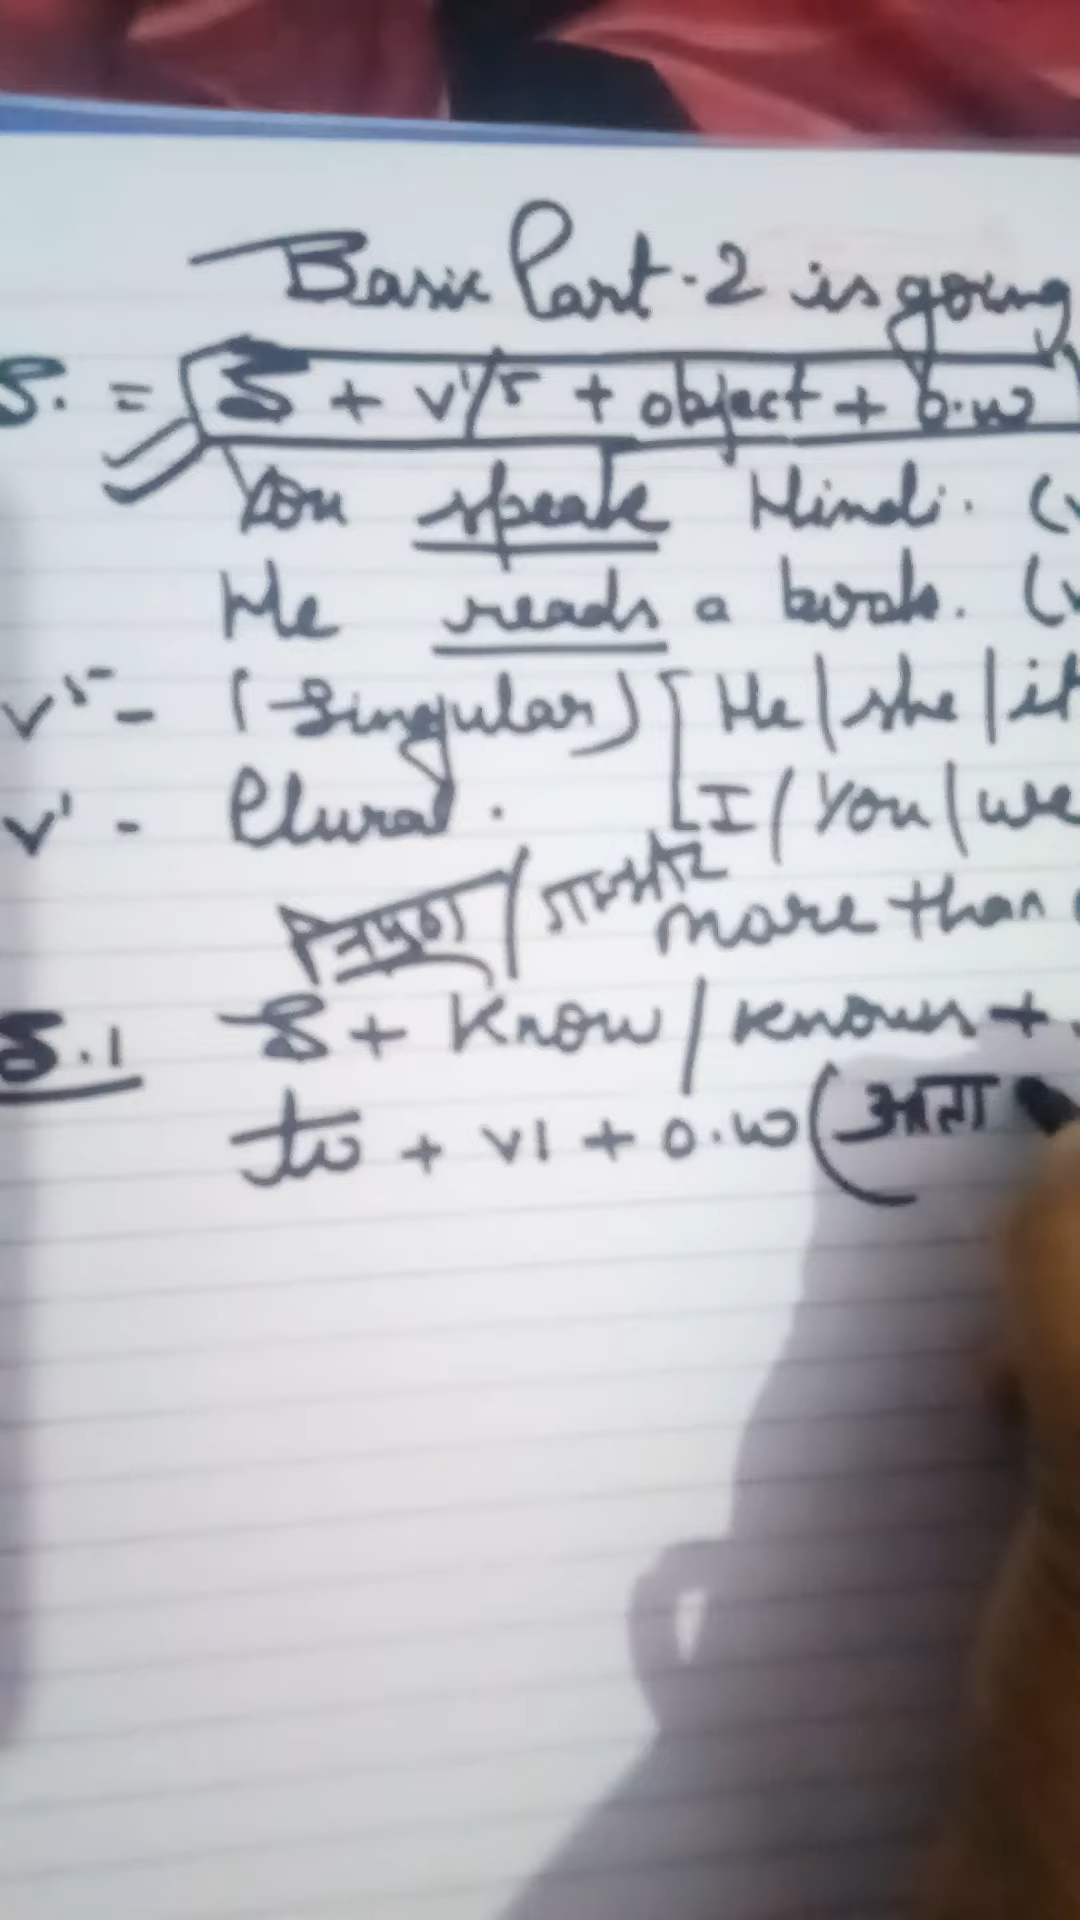 Basic Part-2 is going
S. = S + v1/5 + object + o.w
You speak Hindi. (v
He reads a book. (v
v5 - (Singular) [He/she/it
v1 - Plural. [I/You/we
more than
S.1 S + Know/knows +
to + v1 + o.w (आता